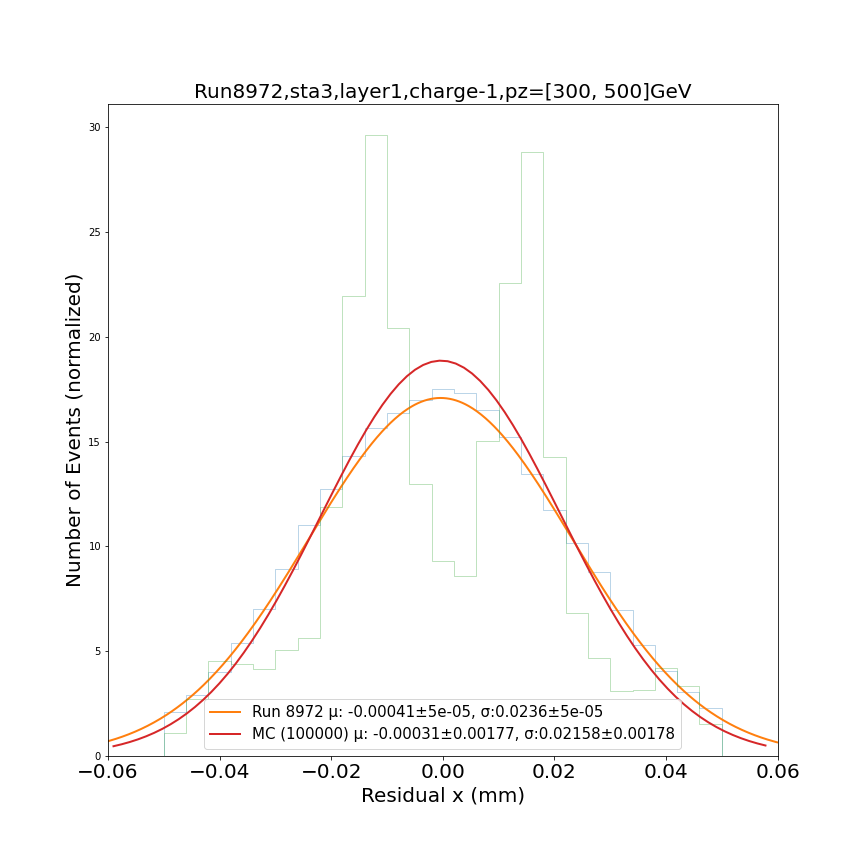 Run8972,sta3,layer1,charge-1,pz=[300, 500]GeV
Number of Events (normalized)
30
25
20
15
10
5
0
Run 8972 μ: -0.00041±5e-05, σ:0.0236±5e-05
MC (100000) μ: -0.00031±0.00177, σ:0.02158±0.00178
−0.06 −0.04 −0.02 0.00 0.02 0.04 0.06
Residual x (mm)